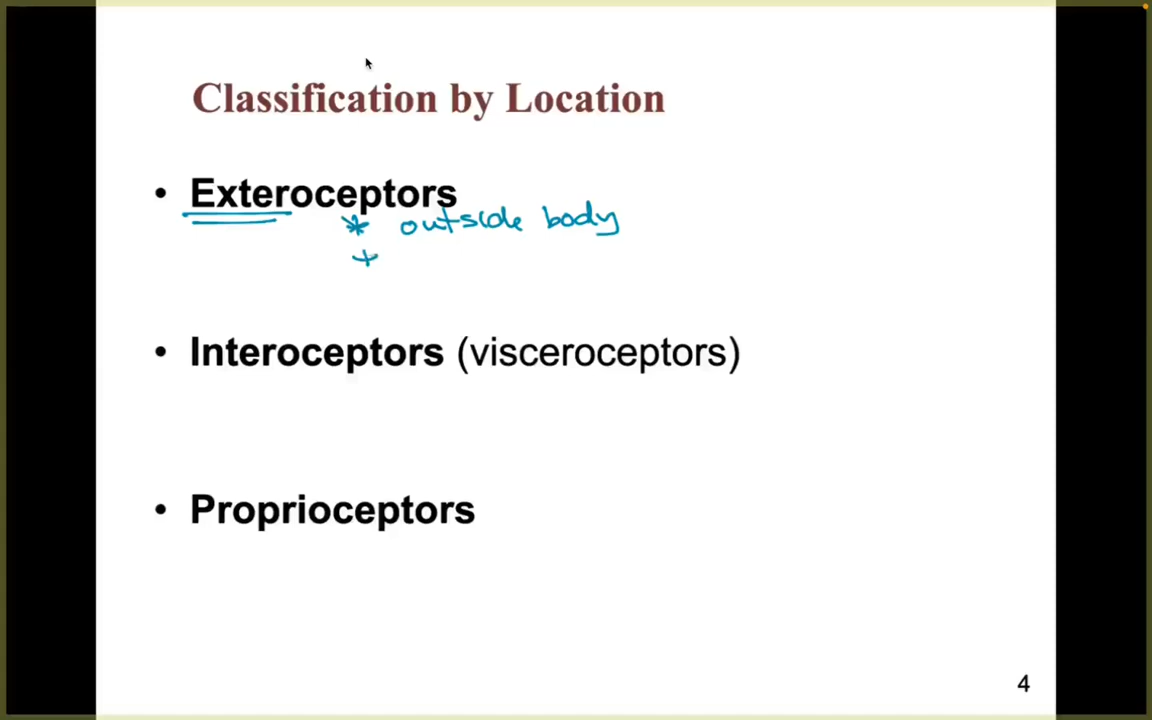 Classification by Location
• Exteroceptors
* outside body
*
• Interoceptors (visceroceptors)
• Proprioceptors
4